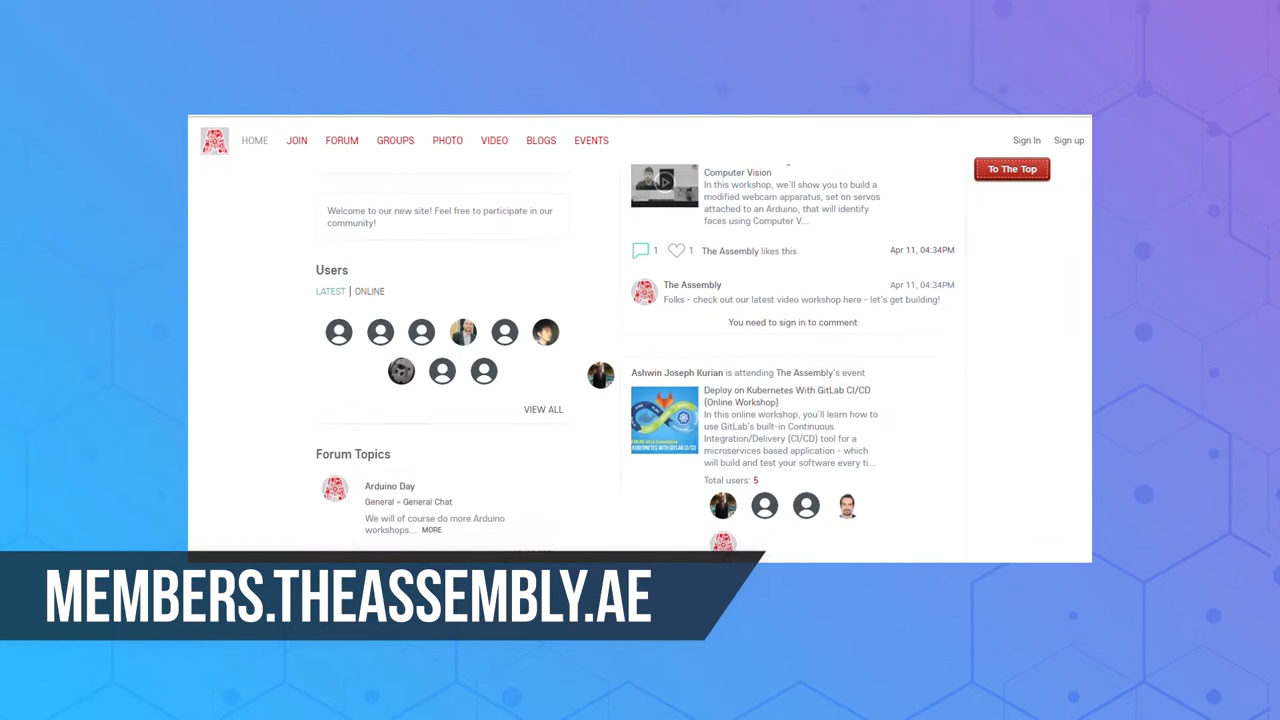 HOME JOIN FORUM GROUPS PHOTO VIDEO BLOGS EVENTS Sign In Sign up
To The Top
Welcome to our new site! Feel free to participate in our
community!
Users
LATEST | ONLINE
VIEW ALL
Forum Topics
Arduino Day
General » General Chat
We will of course do more Arduino
workshops... MORE
Computer Vision
In this workshop, we'll show you to build a
modified webcam apparatus, set on servos
attached to an Arduino, that will identify
faces using Computer V...
1 1 The Assembly likes this Apr 11, 04:34PM
The Assembly Apr 11, 04:34PM
Folks - check out our latest video workshop here - let's get building!
You need to sign in to comment
Ashwin Joseph Kurian is attending The Assembly's event
Deploy on Kubernetes With GitLab CI/CD
(Online Workshop)
In this online workshop, you'll learn how to
use GitLab's built-in Continuous
Integration/Delivery (CI/CD) tool for a
microservices based application - which
will build and test your software every ti...
KUBERNETES WITH GITLAB CI/CD
Total users: 5
MEMBERS.THEASSEMBLY.AE